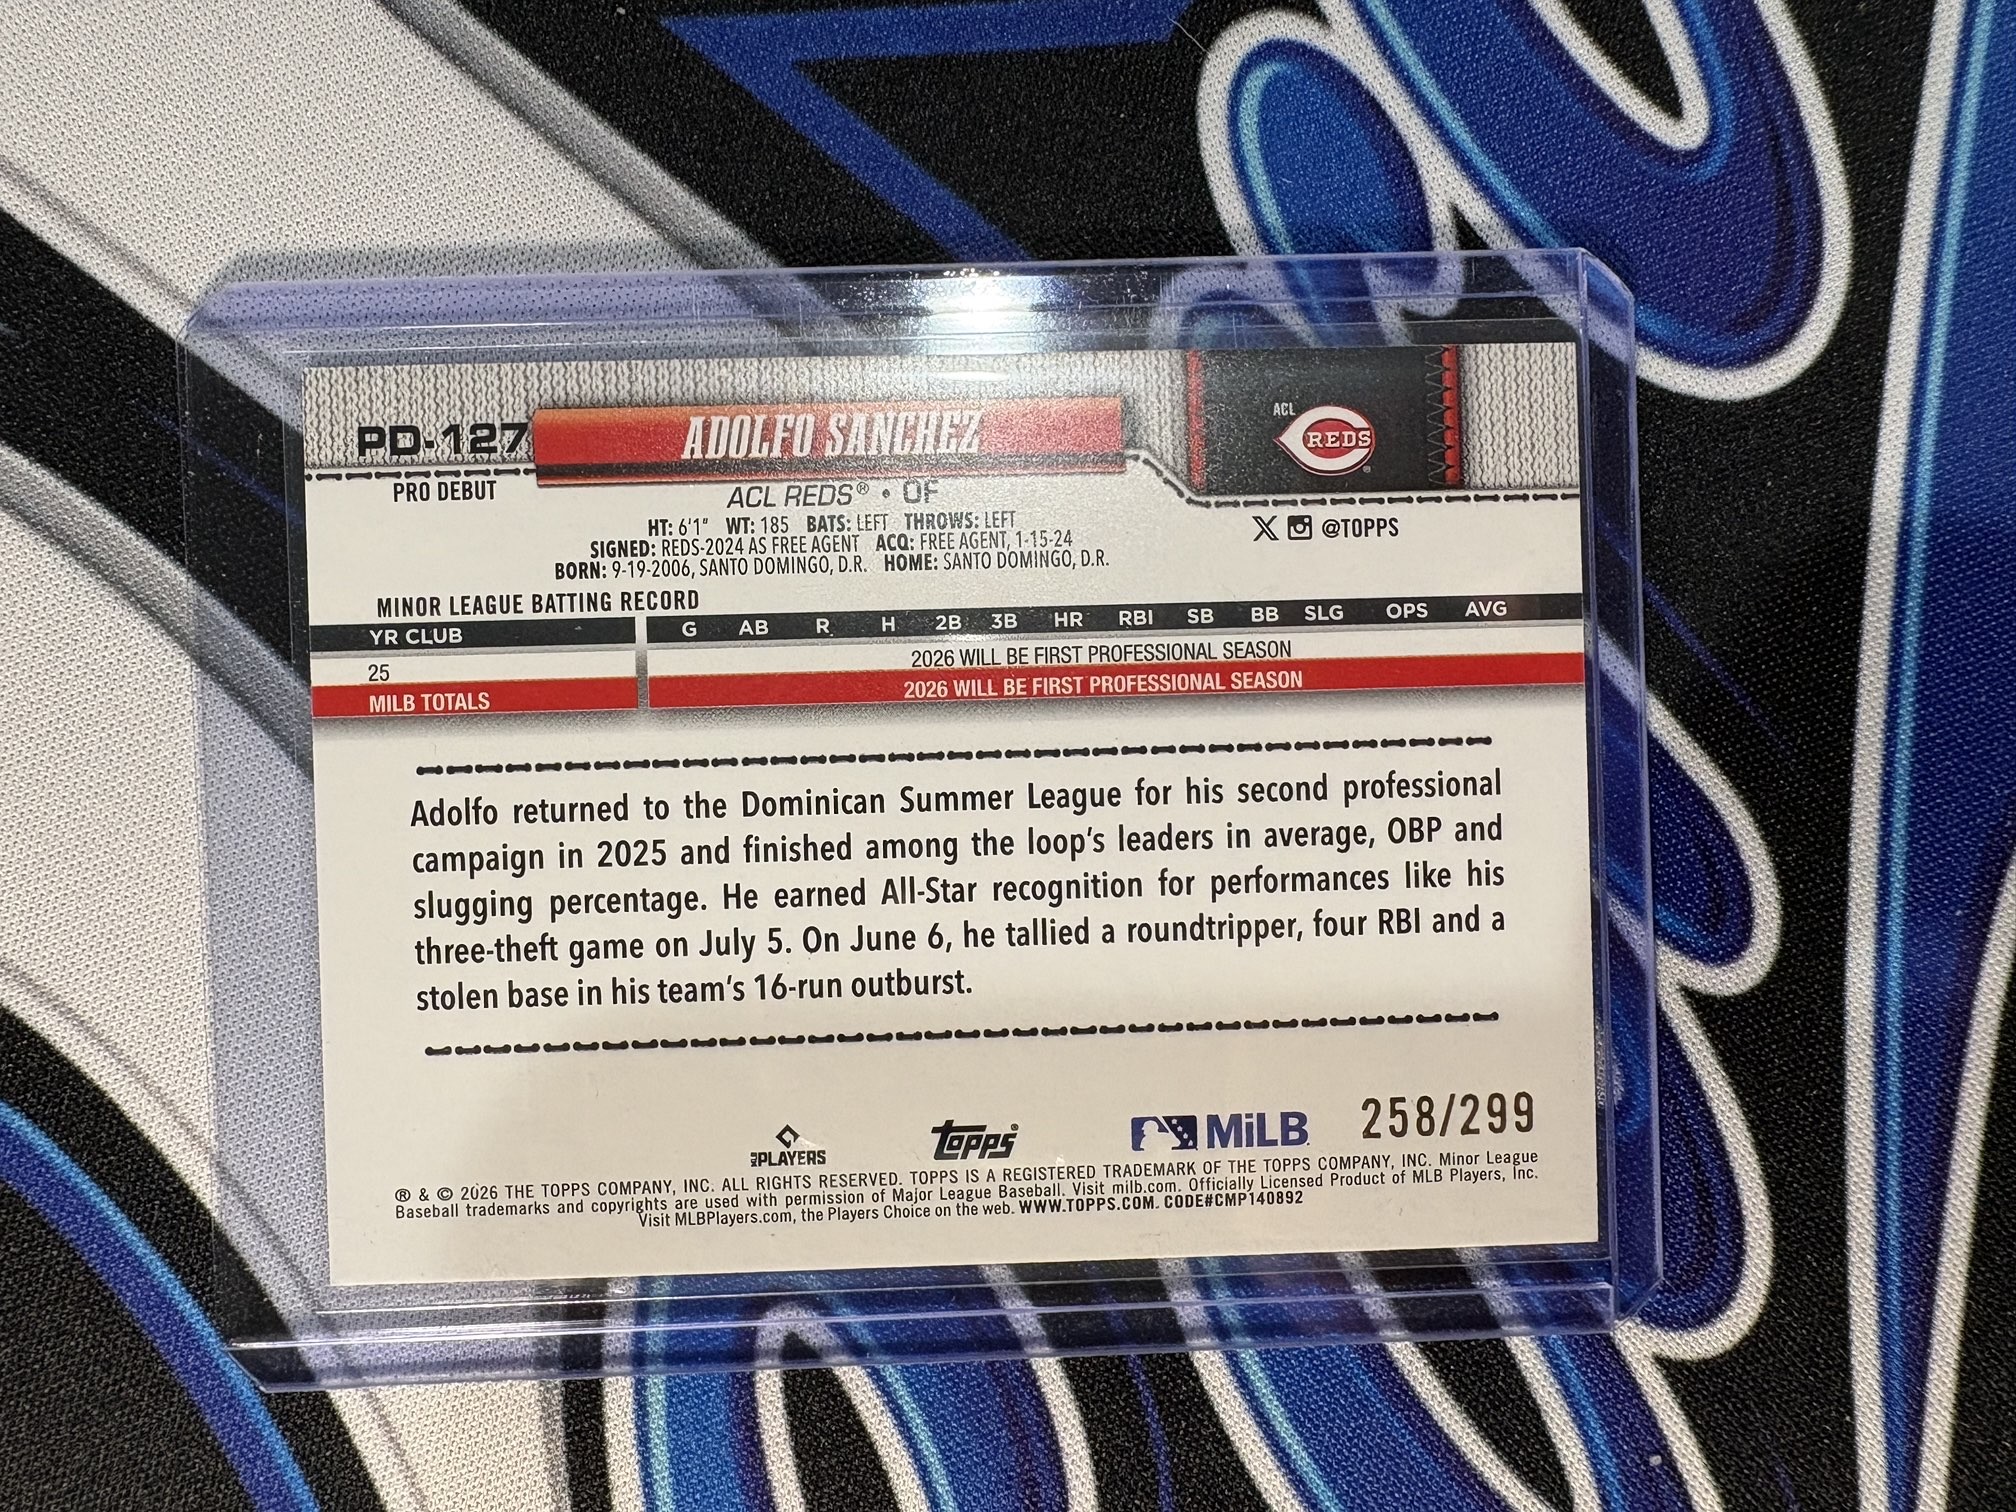 PD-127
ADOLFO SANCHEZ
ACL
REDS
PRO DEBUT
ACL REDS® • OF
HT: 6'1" WT: 185 BATS: LEFT THROWS: LEFT
SIGNED: REDS-2024 AS FREE AGENT ACQ: FREE AGENT, 1-15-24
BORN: 9-19-2006, SANTO DOMINGO, D.R. HOME: SANTO DOMINGO, D.R.
@TOPPS
MINOR LEAGUE BATTING RECORD
YR CLUB G AB R H 2B 3B HR RBI SB BB SLG OPS AVG
25 2026 WILL BE FIRST PROFESSIONAL SEASON
MILB TOTALS 2026 WILL BE FIRST PROFESSIONAL SEASON
Adolfo returned to the Dominican Summer League for his second professional
campaign in 2025 and finished among the loop's leaders in average, OBP and
slugging percentage. He earned All-Star recognition for performances like his
three-theft game on July 5. On June 6, he tallied a roundtripper, four RBI and a
stolen base in his team's 16-run outburst.
PLAYERS
Topps®
MiLB
258/299
® & © 2026 THE TOPPS COMPANY, INC. ALL RIGHTS RESERVED. TOPPS IS A REGISTERED TRADEMARK OF THE TOPPS COMPANY, INC. Minor League
Baseball trademarks and copyrights are used with permission of Major League Baseball. Visit milb.com. Officially Licensed Product of MLB Players, Inc.
Visit MLBPlayers.com, the Players Choice on the web. WWW.TOPPS.COM. CODE#CMP140892